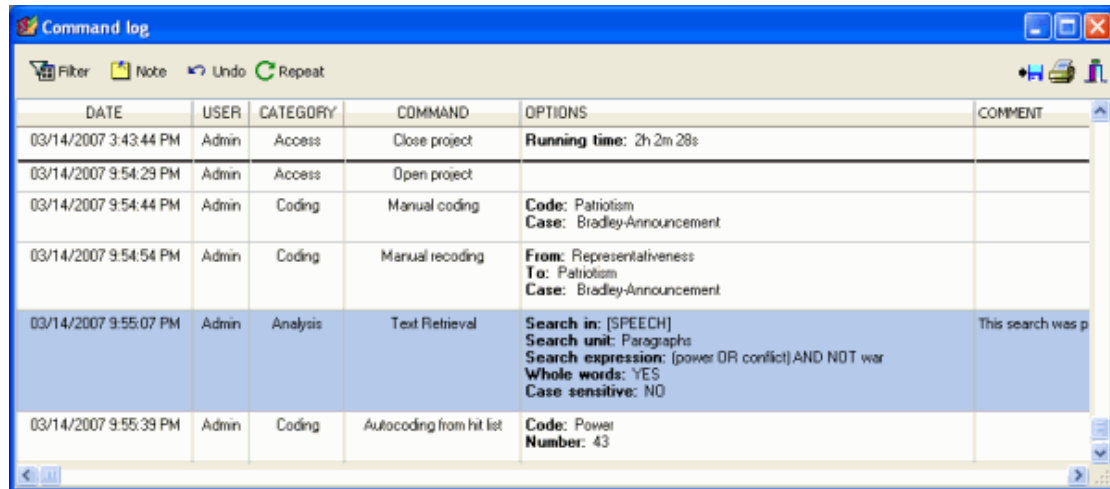 Command log
Filter Note Undo Repeat
DATE USER CATEGORY COMMAND OPTIONS COMMENT
03/14/2007 3:43:44 PM Admin Access Close project Running time: 2h 2m 28s
03/14/2007 9:54:29 PM Admin Access Open project
03/14/2007 9:54:44 PM Admin Coding Manual coding Code: Patriotism
Case: Bradley-Announcement
03/14/2007 9:54:54 PM Admin Coding Manual recoding From: Representativeness
To: Patriotism
Case: Bradley-Announcement
03/14/2007 9:55:07 PM Admin Analysis Text Retrieval Search in: [SPEECH] This search was p
Search unit: Paragraphs
Search expression: (power OR conflict) AND NOT war
Whole words: YES
Case sensitive: NO
03/14/2007 9:55:39 PM Admin Coding Autocoding from hit list Code: Power
Number: 43